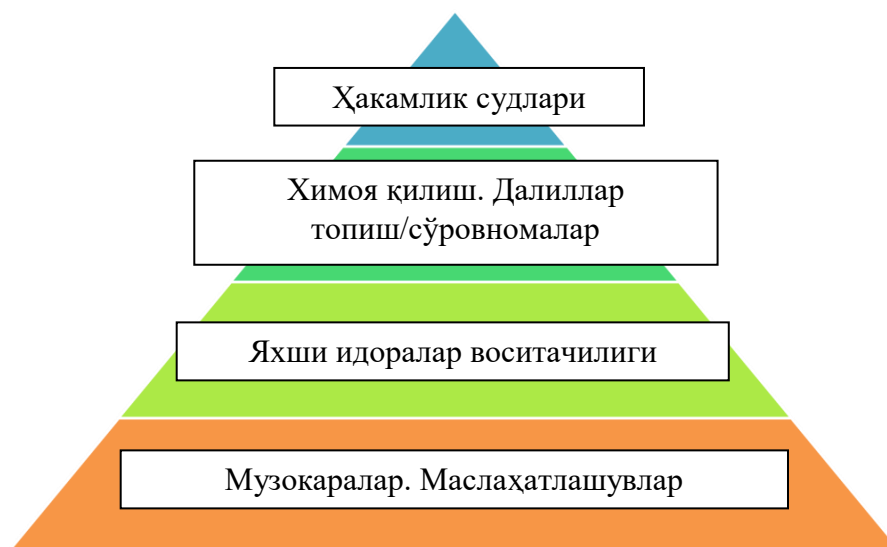 Ҳакамлик судлари
Химоя қилиш. Далиллар
топиш/сўровномалар
Яхши идоралар воситачилиги
Музокаралар. Маслаҳатлашувлар